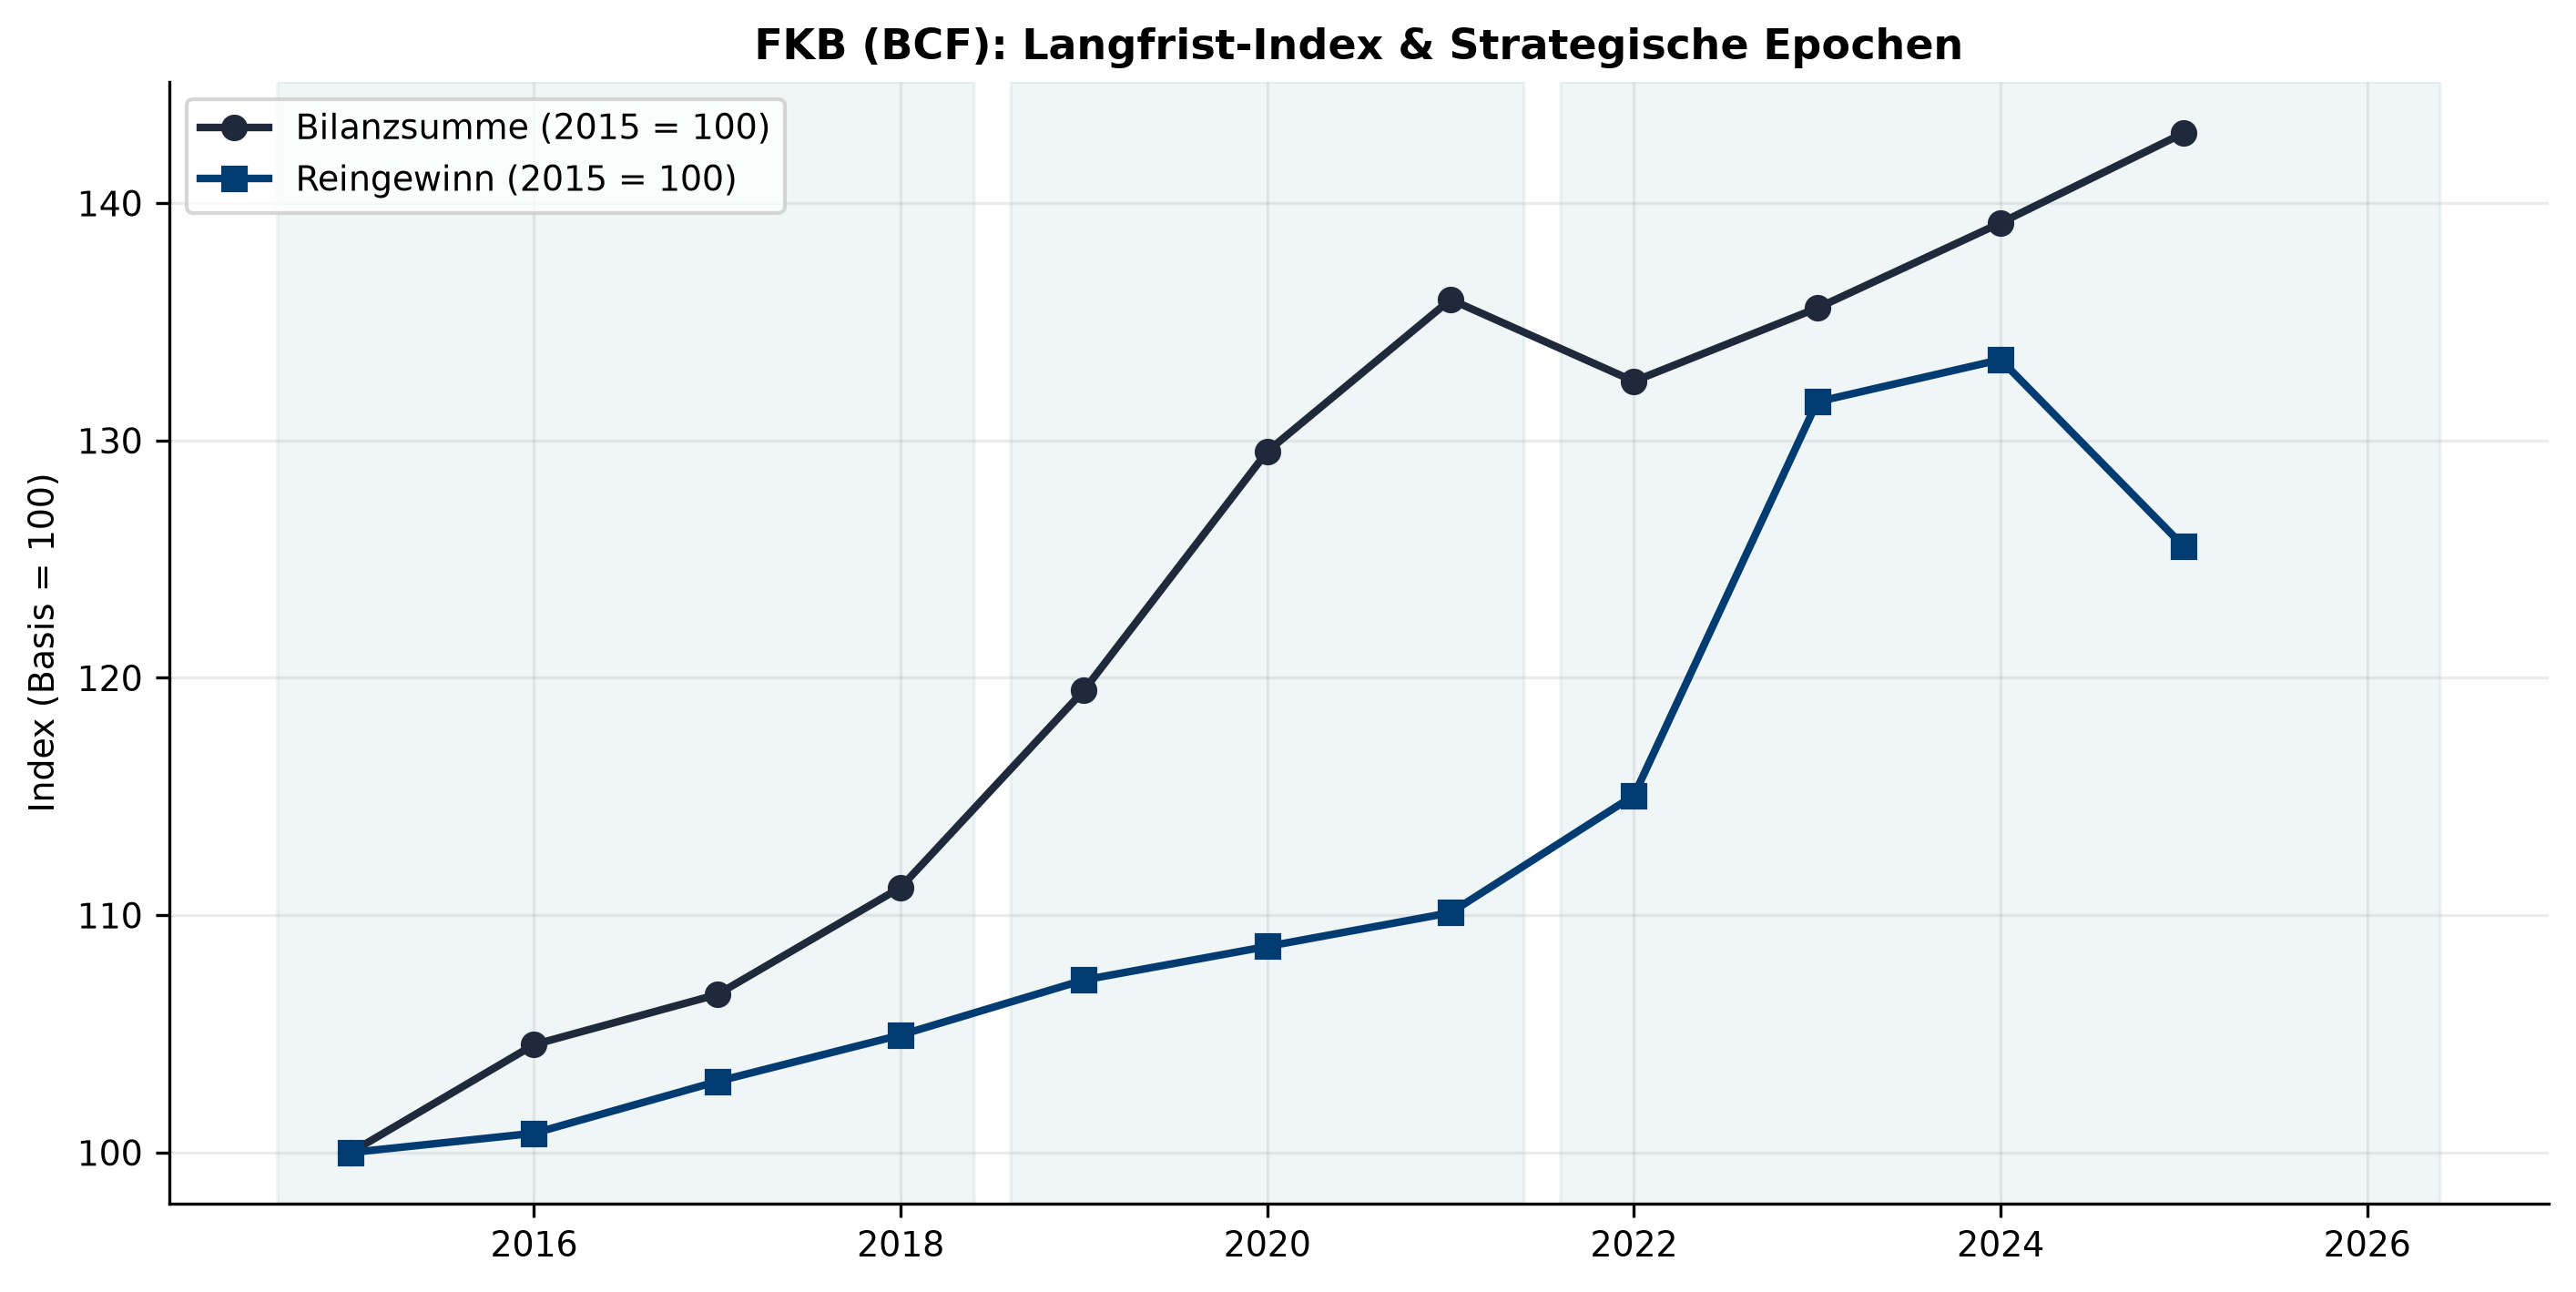 FKB (BCF): Langfrist-Index & Strategische Epochen
Bilanzsumme (2015 = 100)
Reingewinn (2015 = 100)
Index (Basis = 100)
140
130
120
110
100
2016 2018 2020 2022 2024 2026